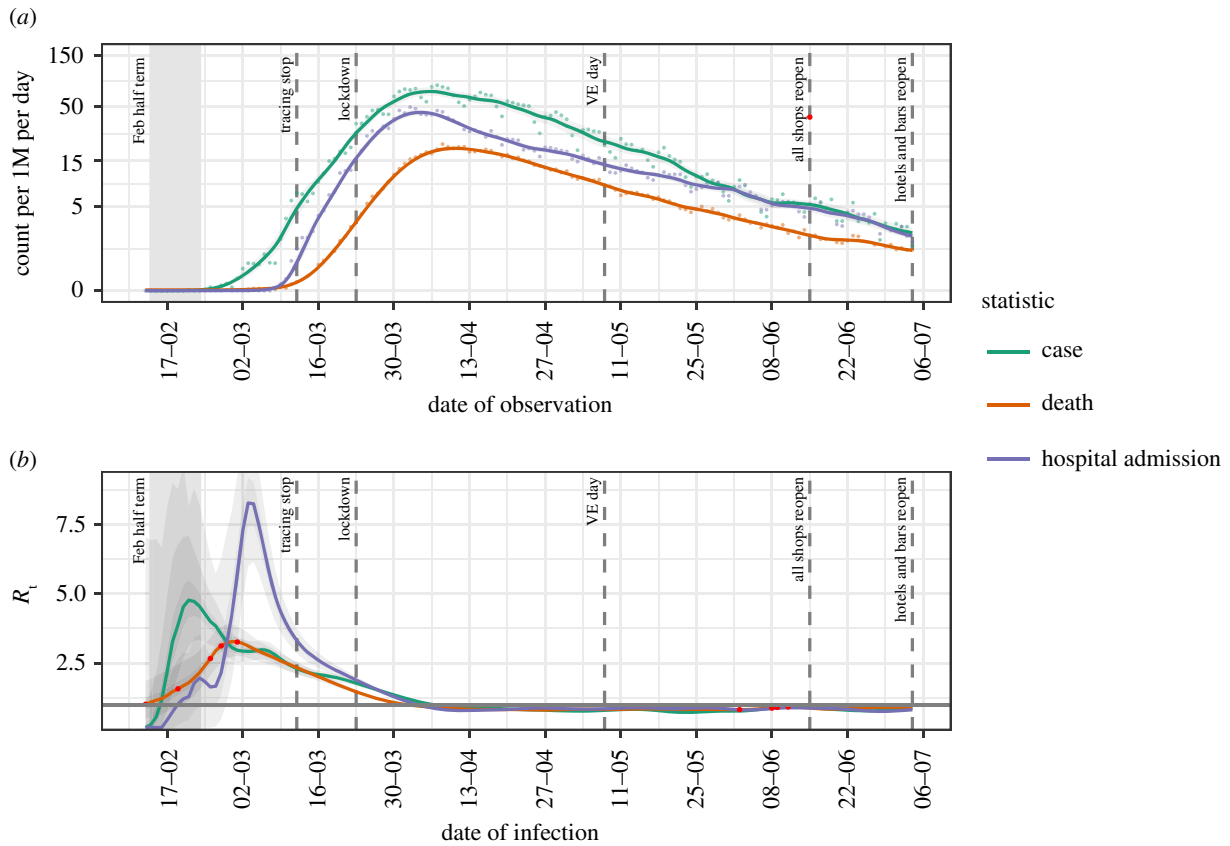 (a)
count per 1M per day
150
50
15
5
0
Feb half term
tracing stop
lockdown
VE day
all shops reopen
hotels and bars reopen
17–02
02–03
16–03
30–03
13–04
27–04
11–05
25–05
08–06
22–06
06–07
date of observation
statistic
case
death
hospital admission
(b)
Rt
7.5
5.0
2.5
Feb half term
tracing stop
lockdown
VE day
all shops reopen
hotels and bars reopen
17–02
02–03
16–03
30–03
13–04
27–04
11–05
25–05
08–06
22–06
06–07
date of infection